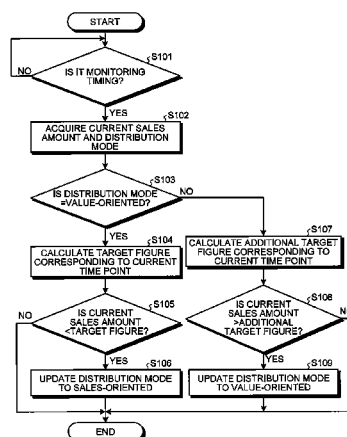 START
S101
IS IT MONITORING
TIMING?
NO
YES
S102
ACQUIRE CURRENT SALES
AMOUNT AND DISTRIBUTION
MODE
S103
IS DISTRIBUTION MODE
=VALUE-ORIENTED?
NO
YES
S104
CALCULATE TARGET FIGURE
CORRESPONDING TO CURRENT
TIME POINT
S107
CALCULATE ADDITIONAL TARGET
FIGURE CORRESPONDING TO
CURRENT TIME POINT
S105
IS CURRENT
SALES AMOUNT
<TARGET FIGURE?
NO
YES
S108
IS CURRENT
SALES AMOUNT
>ADDITIONAL
TARGET FIGURE?
YES
S106
UPDATE DISTRIBUTION MODE
TO SALES-ORIENTED
S109
UPDATE DISTRIBUTION MODE
TO VALUE-ORIENTED
END